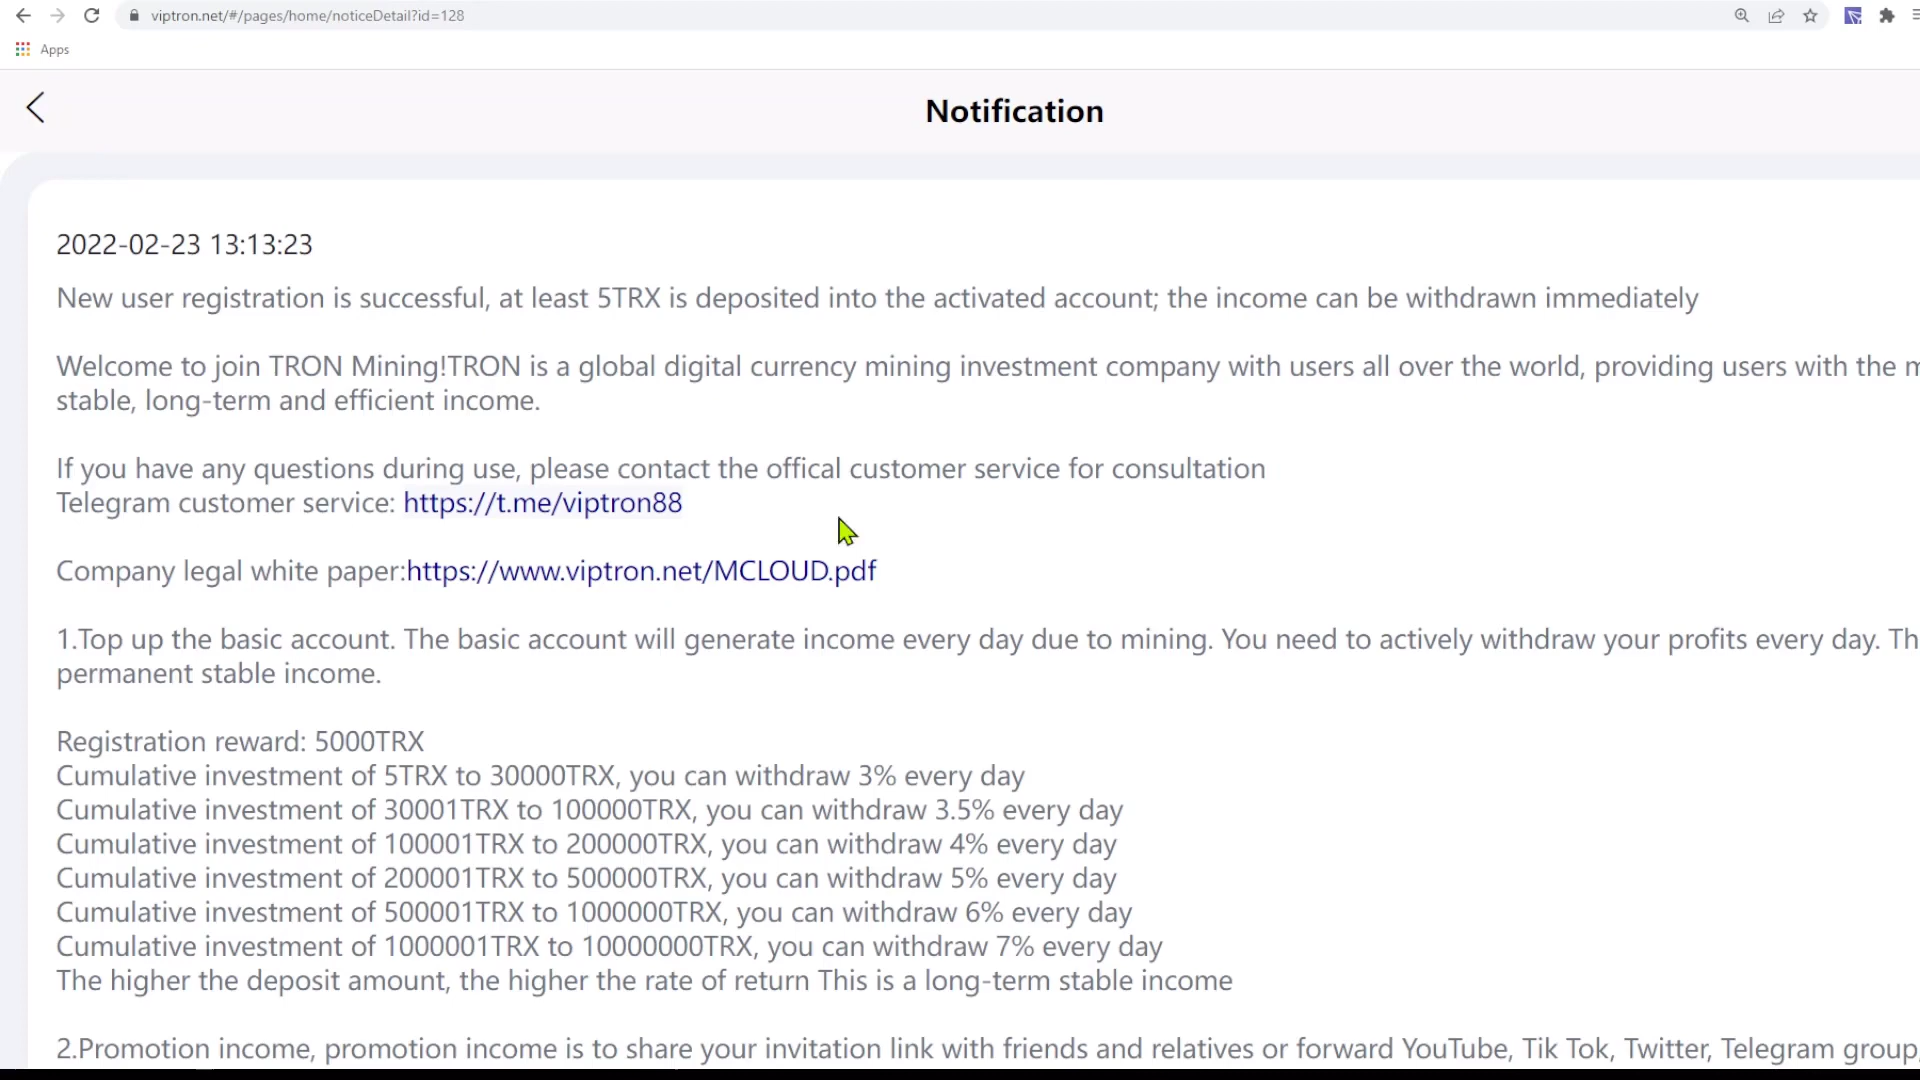 viptron.net/#/pages/home/noticeDetail?id=128
Apps
Notification
2022-02-23 13:13:23
New user registration is successful, at least 5TRX is deposited into the activated account; the income can be withdrawn immediately
Welcome to join TRON Mining!TRON is a global digital currency mining investment company with users all over the world, providing users with the
stable, long-term and efficient income.
If you have any questions during use, please contact the offical customer service for consultation
Telegram customer service: https://t.me/viptron88
Company legal white paper:https://www.viptron.net/MCLOUD.pdf
1.Top up the basic account. The basic account will generate income every day due to mining. You need to actively withdraw your profits every day.
permanent stable income.
Registration reward: 5000TRX
Cumulative investment of 5TRX to 30000TRX, you can withdraw 3% every day
Cumulative investment of 30001TRX to 100000TRX, you can withdraw 3.5% every day
Cumulative investment of 100001TRX to 200000TRX, you can withdraw 4% every day
Cumulative investment of 200001TRX to 500000TRX, you can withdraw 5% every day
Cumulative investment of 500001TRX to 1000000TRX, you can withdraw 6% every day
Cumulative investment of 1000001TRX to 10000000TRX, you can withdraw 7% every day
The higher the deposit amount, the higher the rate of return This is a long-term stable income
2.Promotion income, promotion income is to share your invitation link with friends and relatives or forward YouTube, Tik Tok, Twitter, Telegram group,